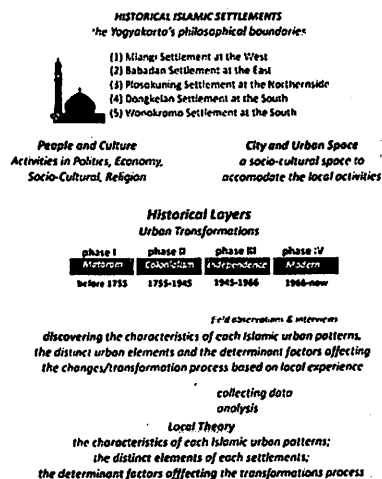 HISTORICAL ISLAMIC SETTLEMENTS
he Yogyakarta's philosophical boundaries
(1) Mlangi Settlement at the West
(2) Babadan Settlement at the East
(3) Plosokuning Settlement at the Northernside
(4) Dongkelan Settlement at the South
(5) Wonokromo Settlement at the South
People and Culture
Activities in Politics, Economy,
Socio-Cultural, Religion
City and Urban Space
a socio-cultural space to
accomodate the local activities
Historical Layers
Urban Transformations
phase I phase II phase III phase IV
Mataram Colonialism Independence Modern
before 1755 1755-1945 1945-1966 1966-now
Field observations & interviews
discovering the characteristics of each Islamic urban patterns,
the distinct urban elements and the determinant factors affecting
the changes/transformation process based on local experience
collecting data
analysis
Local Theory
the characteristics of each Islamic urban patterns;
the distinct elements of each settlements;
the determinant factors offfecting the transformations process